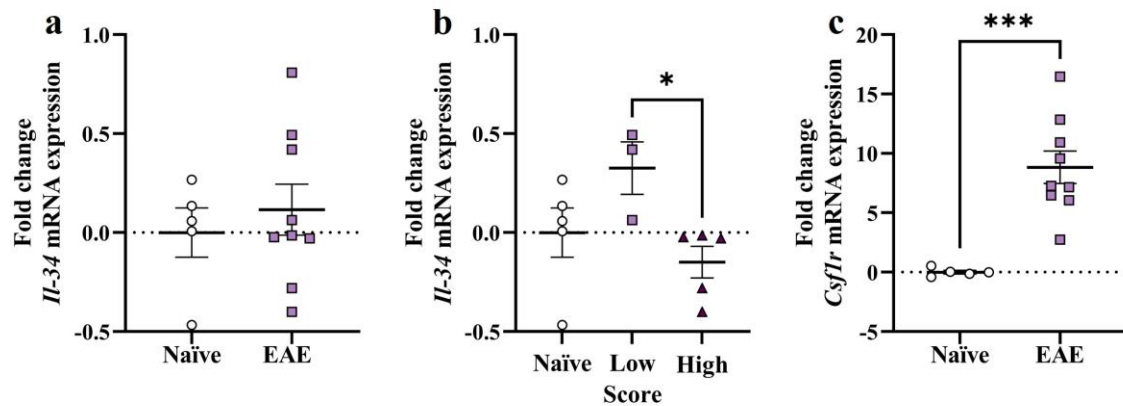 a
Fold change
Il-34 mRNA expression
1.0
0.5
0.0
-0.5
Naïve
EAE
b
Fold change
Il-34 mRNA expression
1.0
0.5
0.0
-0.5
*
Naïve
Low
High
Score
c
Fold change
Csf1r mRNA expression
20
15
10
5
0
-5
***
Naïve
EAE